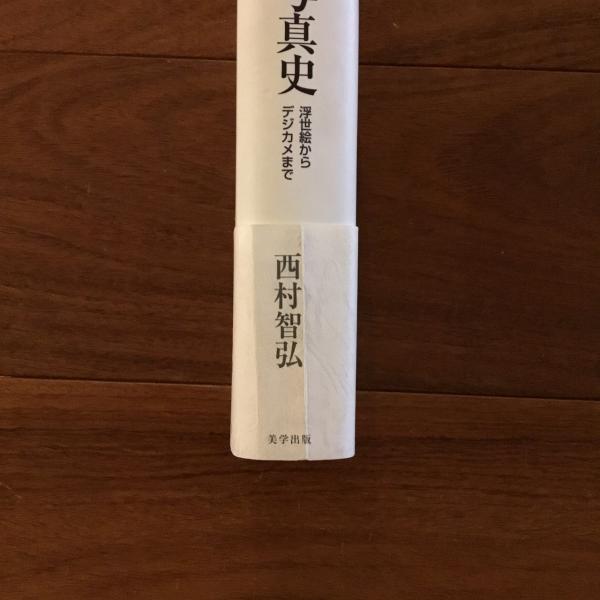 写真史
浮世絵から
デジカメまで
西村智弘
美学出版